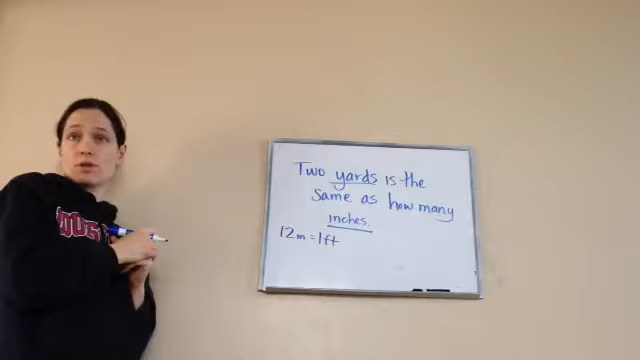 Two yards is the
same as how many
inches.
12in = 1ft